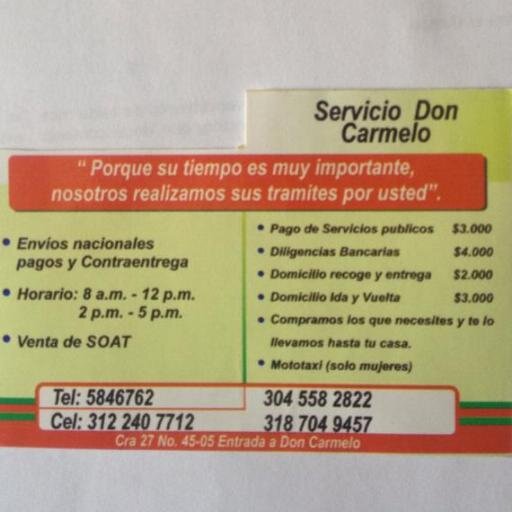 Servicio Don
Carmelo
“ Porque su tiempo es muy importante,
nosotros realizamos sus tramites por usted”.
• Envios nacionales
pagos y Contraentrega
• Horario: 8 a.m. - 12 p.m.
2 p.m. - 5 p.m.
• Venta de SOAT
• Pago de Servicios publicos $3.000
• Diligencias Bancarias $4.000
• Domicilio recoge y entrega $2.000
• Domicilio Ida y Vuelta $3.000
• Compramos los que necesites y te lo
llevamos hasta tu casa.
• Mototaxi (solo mujeres)
Tel: 5846762 304 558 2822
Cel: 312 240 7712 318 704 9457
Cra 27 No. 45-05 Entrada a Don Carmelo